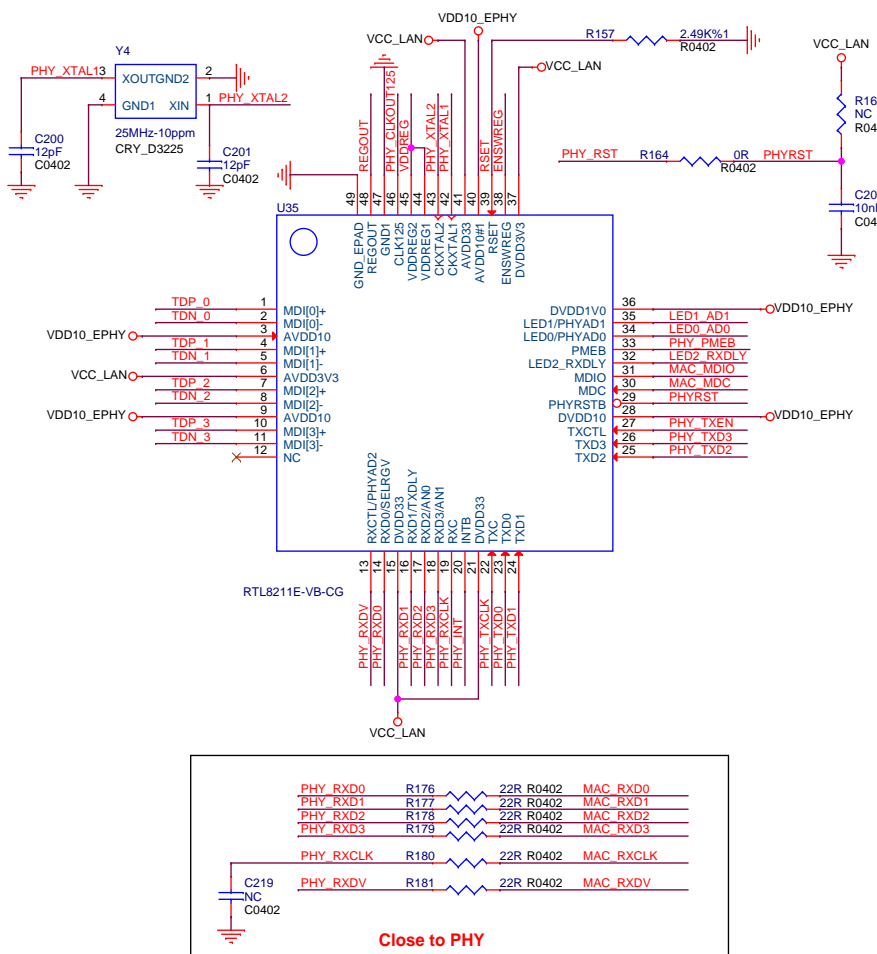 VDD10_EPHY
R157 2.49K%1
R0402
VCC_LAN
VCC_LAN
VCC_LAN
Y4
PHY_XTAL1 3 XOUT GND2 2
4 GND1 XIN 1 PHY_XTAL2
25MHz-10ppm
CRY_D3225
C200
12pF
C0402
C201
12pF
C0402
R16
NC
R04
PHY_RST R164 0R PHYRST
R0402
C20
C04
REGOUT
PHY_CLKOUT125
VDDREG
PHY_XTAL2
PHY_XTAL1
RSET
ENSWREG
49 48 47 46 45 44 43 42 41 40 39 38 37
U35
GND_EPAD
REGOUT
GND1
CLK125
VDDREG2
VDDREG1
CKXTAL2
CKXTAL1
AVDD33
AVDD10#1
RSET
ENSWREG
DVDD3V3
TDP_0 1 MDI[0]+
TDN_0 2 MDI[0]-
VDD10_EPHY 3 AVDD10
TDP_1 4 MDI[1]+
TDN_1 5 MDI[1]-
VCC_LAN 6 AVDD3V3
TDP_2 7 MDI[2]+
TDN_2 8 MDI[2]-
VDD10_EPHY 9 AVDD10
TDP_3 10 MDI[3]+
TDN_3 11 MDI[3]-
12 NC
DVDD1V0 36 VDD10_EPHY
LED1/PHYAD1 35 LED1_AD1
LED0/PHYAD0 34 LED0_AD0
PMEB 33 PHY_PMEB
LED2_RXDLY 32 LED2_RXDLY
MDIO 31 MAC_MDIO
MDC 30 MAC_MDC
PHYRSTB 29 PHYRST
DVDD10 28 VDD10_EPHY
TXCTL 27 PHY_TXEN
TXD3 26 PHY_TXD3
TXD2 25 PHY_TXD2
RXCTL/PHYAD2
RXD0/SELRGV
DVDD33
RXD1/TXDLY
RXD2/AN0
RXD3/AN1
RXC
INTB
DVDD33
TXC
TXD0
TXD1
13 14 15 16 17 18 19 20 21 22 23 24
RTL8211E-VB-CG
PHY_RXDV
PHY_RXD0
PHY_RXD1
PHY_RXD2
PHY_RXD3
PHY_RXCLK
PHY_INT
PHY_TXCLK
PHY_TXD0
PHY_TXD1
VCC_LAN
PHY_RXD0 R176 22R R0402 MAC_RXD0
PHY_RXD1 R177 22R R0402 MAC_RXD1
PHY_RXD2 R178 22R R0402 MAC_RXD2
PHY_RXD3 R179 22R R0402 MAC_RXD3
PHY_RXCLK R180 22R R0402 MAC_RXCLK
C219
NC
C0402
PHY_RXDV R181 22R R0402 MAC_RXDV
Close to PHY